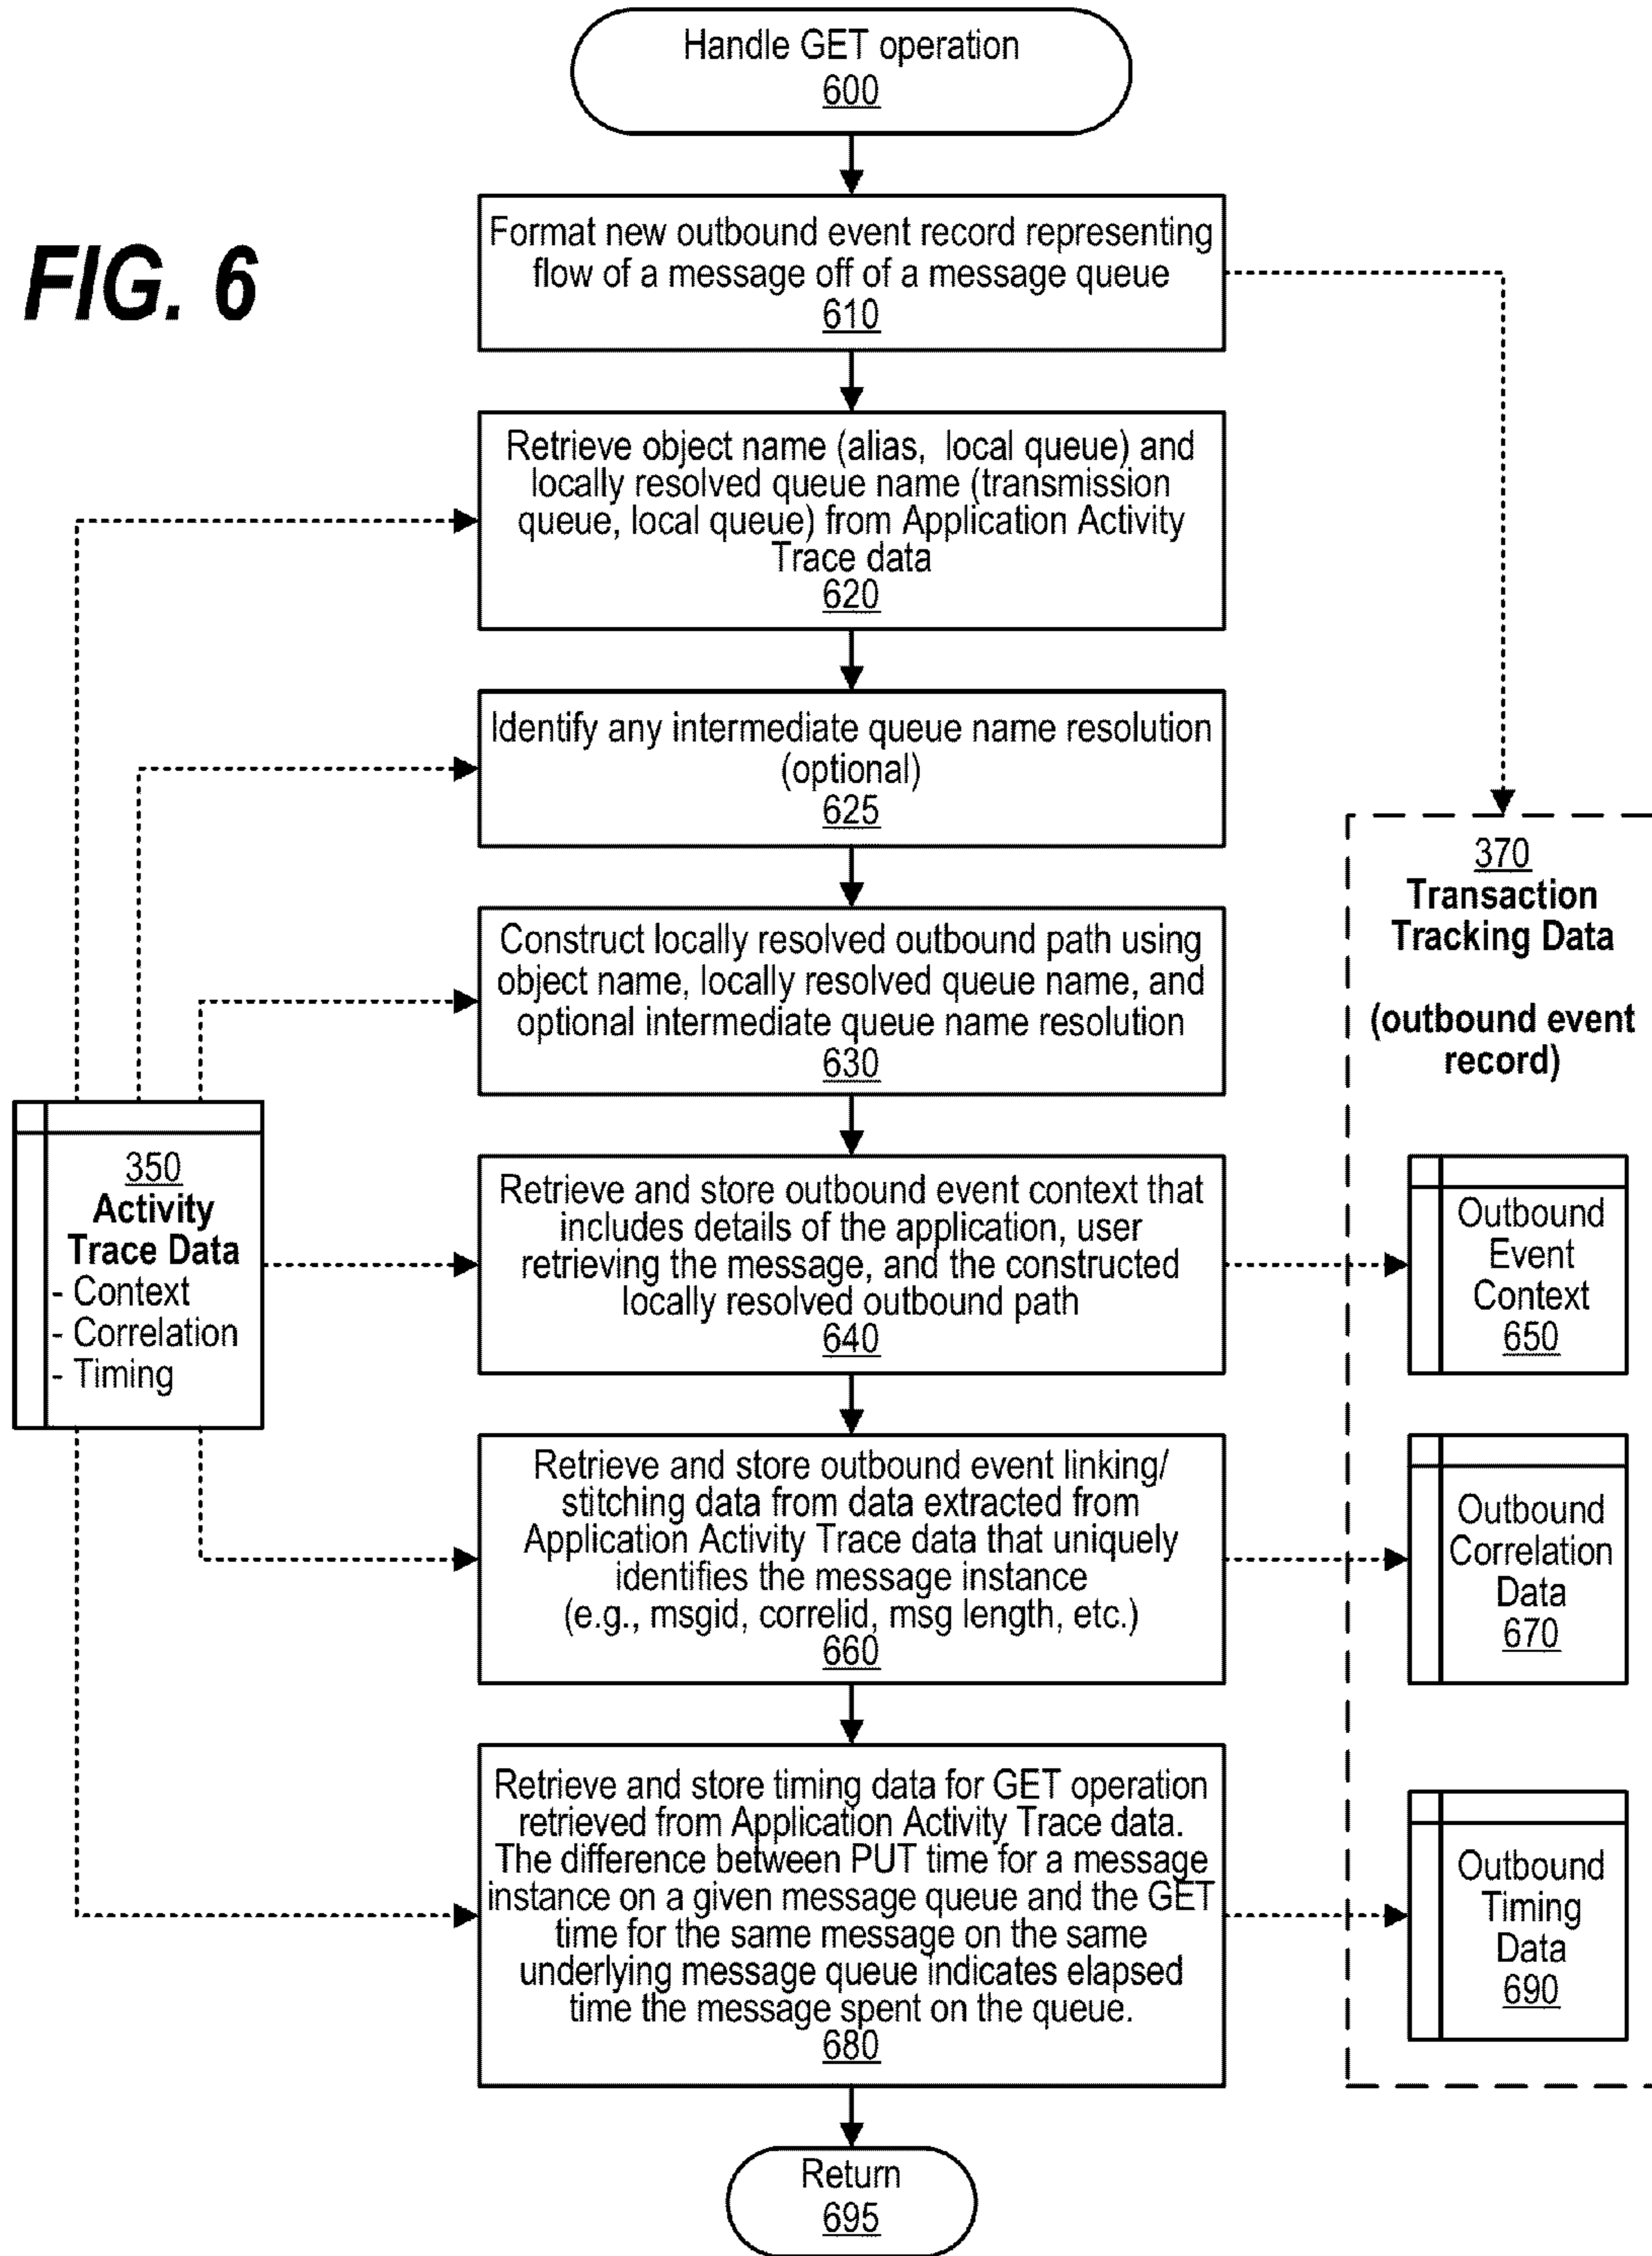 Handle GET operation
600
FIG. 6
Format new outbound event record representing
flow of a message off of a message queue
610
Retrieve object name (alias, local queue) and
locally resolved queue name (transmission
queue, local queue) from Application Activity
Trace data
620
Identify any intermediate queue name resolution
(optional)
625
Construct locally resolved outbound path using
object name, locally resolved queue name, and
optional intermediate queue name resolution
630
370
Transaction
Tracking Data
(outbound event
record)
350
Activity
Trace Data
- Context
- Correlation
- Timing
Retrieve and store outbound event context that
includes details of the application, user
retrieving the message, and the constructed
locally resolved outbound path
640
Outbound
Event
Context
650
Retrieve and store outbound event linking/
stitching data from data extracted from
Application Activity Trace data that uniquely
identifies the message instance
(e.g., msgid, correlid, msg length, etc.)
660
Outbound
Correlation
Data
670
Retrieve and store timing data for GET operation
retrieved from Application Activity Trace data.
The difference between PUT time for a message
instance on a given message queue and the GET
time for the same message on the same
underlying message queue indicates elapsed
time the message spent on the queue.
680
Outbound
Timing
Data
690
Return
695